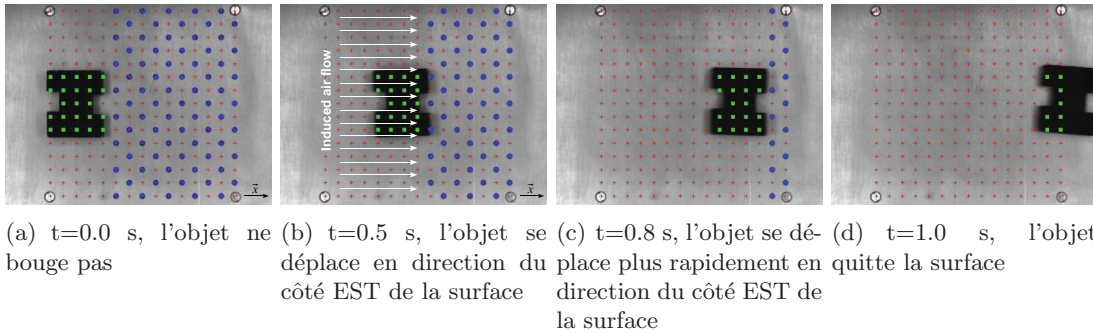 Induced air flow
x
x
(a) t=0.0 s, l'objet ne
bouge pas
(b) t=0.5 s, l'objet se
déplace en direction du
côté EST de la surface
(c) t=0.8 s, l'objet se dé-
place plus rapidement en
direction du côté EST de
la surface
(d) t=1.0 s, l'objet
quitte la surface